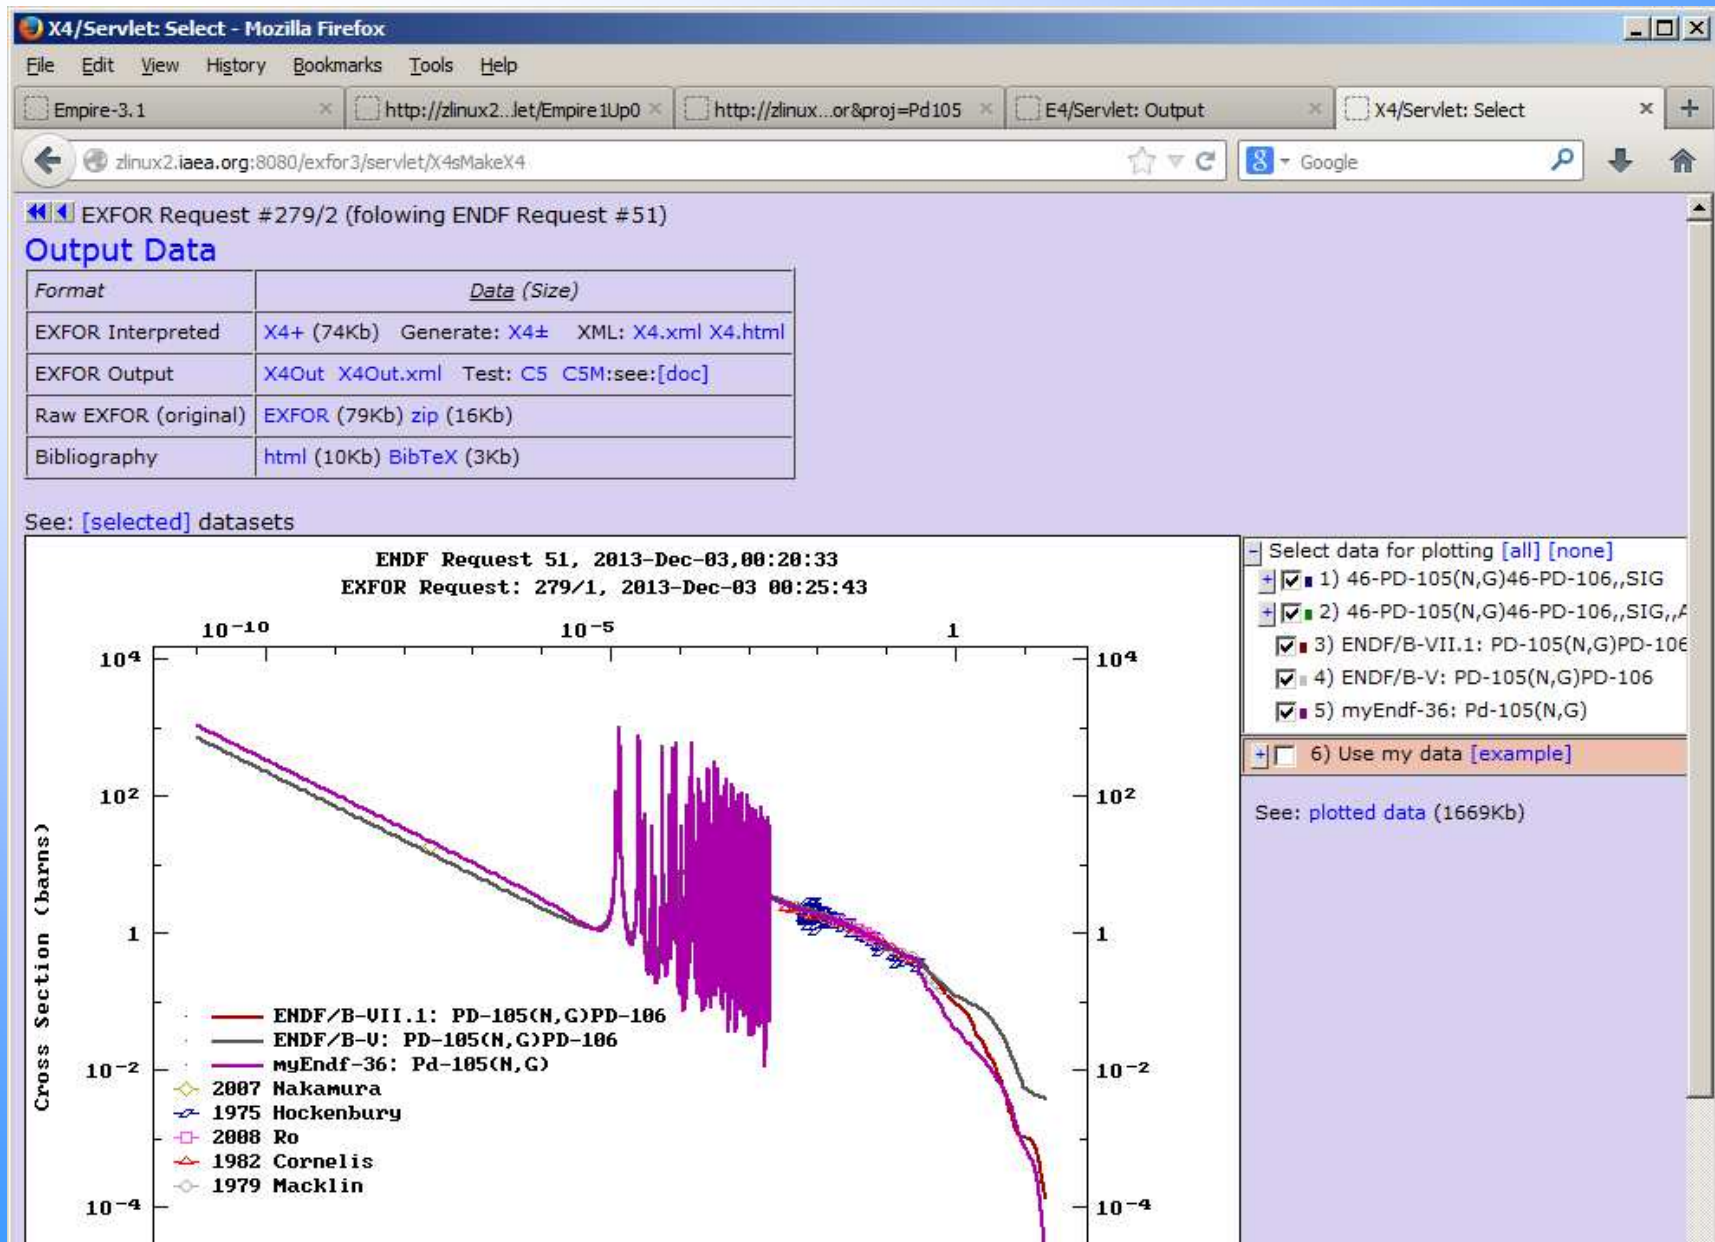 X4/Servlet: Select - Mozilla Firefox
File Edit View History Bookmarks Tools Help
Empire-3.1
http://zlinux2...let/Empire1Up0
http://zlinux...or&proj=Pd105
E4/Servlet: Output
X4/Servlet: Select
zlinux2.iaea.org:8080/exfor3/servlet/X4sMakeX4
Google
EXFOR Request #279/2 (folowing ENDF Request #51)
Output Data
Format Data (Size)
EXFOR Interpreted X4+ (74Kb) Generate: X4± XML: X4.xml X4.html
EXFOR Output X4Out X4Out.xml Test: C5 C5M:see:[doc]
Raw EXFOR (original) EXFOR (79Kb) zip (16Kb)
Bibliography html (10Kb) BibTeX (3Kb)
See: [selected] datasets
ENDF Request 51, 2013-Dec-03,00:20:33
EXFOR Request: 279/1, 2013-Dec-03 00:25:43
10-10 10-5 1
104 104
102 102
1 1
10-2 10-2
10-4 10-4
Cross Section (barns)
ENDF/B-VII.1: PD-105(N,G)PD-106
ENDF/B-V: PD-105(N,G)PD-106
myEndf-36: Pd-105(N,G)
2007 Nakamura
1975 Hockenbury
2008 Ro
1982 Cornelis
1979 Macklin
Select data for plotting [all] [none]
1) 46-PD-105(N,G)46-PD-106,,SIG
2) 46-PD-105(N,G)46-PD-106,,SIG,,A
3) ENDF/B-VII.1: PD-105(N,G)PD-106
4) ENDF/B-V: PD-105(N,G)PD-106
5) myEndf-36: Pd-105(N,G)
6) Use my data [example]
See: plotted data (1669Kb)